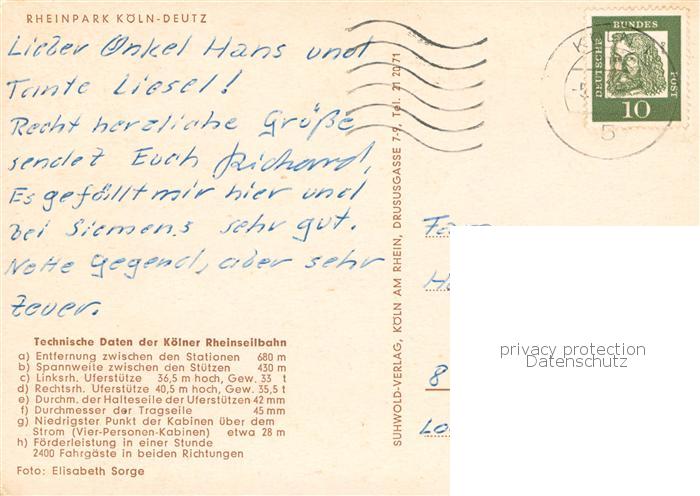 RHEINPARK KÖLN-DEUTZ
Lieber Onkel Hans und
Tante Liesel!
Recht herzliche Grüße
sendet Euch Richard,
Es gefällt mir hier und
bei Siemens sehr gut.
Nette Gegend, aber sehr
teuer.
Technische Daten der Kölner Rheinseilbahn
a) Entfernung zwischen den Stationen 680 m
b) Spannweite zwischen den Stützen 430 m
c) Linksrh. Uferstütze 36,5 m hoch, Gew. 33 t
d) Rechtsrh. Uferstütze 40,5 m hoch, Gew. 35,5 t
e) Durchm. der Halteseile der Uferstützen 42 mm
f) Durchmesser der Tragseile 45 mm
g) Niedrigster Punkt der Kabinen über dem
Strom (Vier-Personen-Kabinen) etwa 28 m
h) Förderleistung in einer Stunde
2400 Fahrgäste in beiden Richtungen
Foto: Elisabeth Sorge
SUHWOLD-VERLAG, KÖLN AM RHEIN, DRUSUSGASSE 7-9, Tel. 21 20/71
DEUTSCHE BUNDES POST
10
5
8
privacy protection
Datenschutz